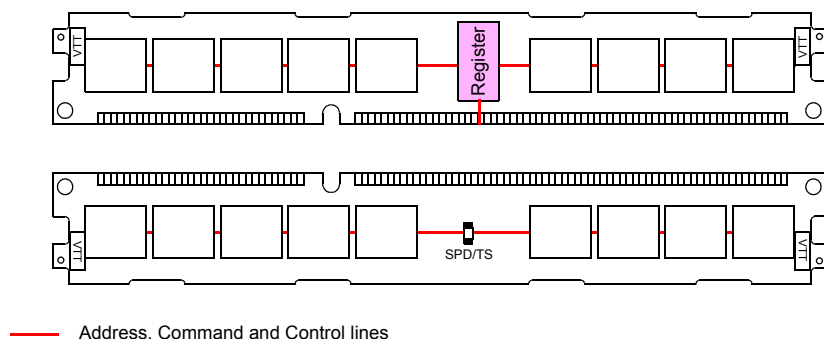 VTT
Register
VTT
VTT
SPD/TS
VTT
Address, Command and Control lines